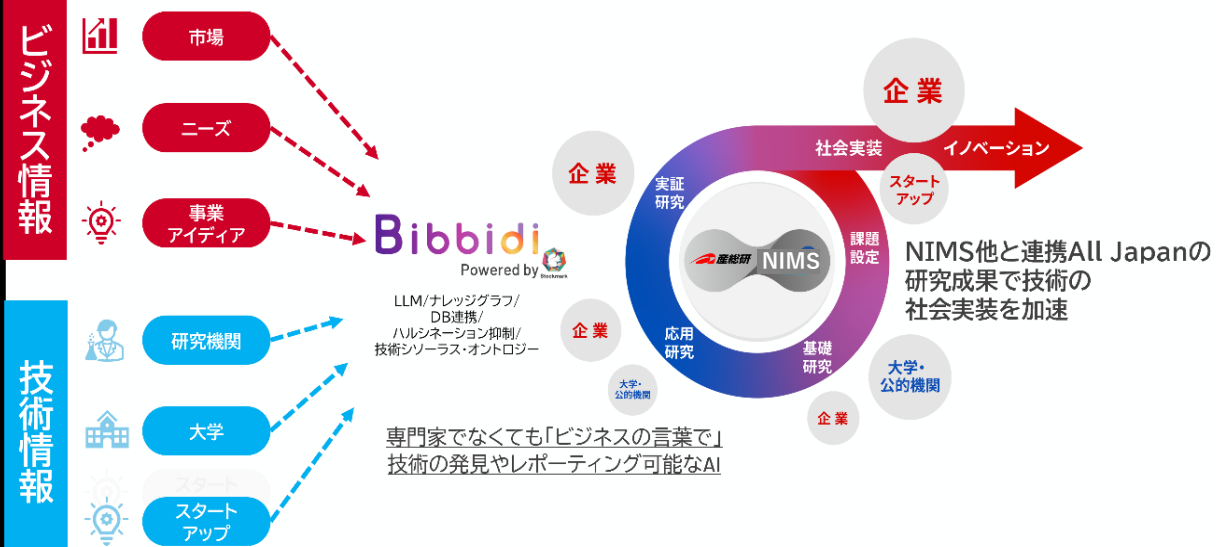 ビジネス情報
市場
ニーズ
事業
アイディア
技術情報
研究機関
大学
スタート
スタート
アップ
Bibbidi
Powered by
Stockmark
LLM/ナレッジグラフ/
DB連携/
ハルシネーション抑制/
技術シソーラス・オントロジー
専門家でなくても「ビジネスの言葉で」
技術の発見やレポーティング可能なAI
企業
企業
大学・
公的機関
実証
研究
応用
研究
基礎
研究
課題
設定
社会実装
イノベーション
産総研
NIMS
企業
スタート
アップ
大学・
公的機関
企業
NIMS他と連携All Japanの
研究成果で技術の
社会実装を加速